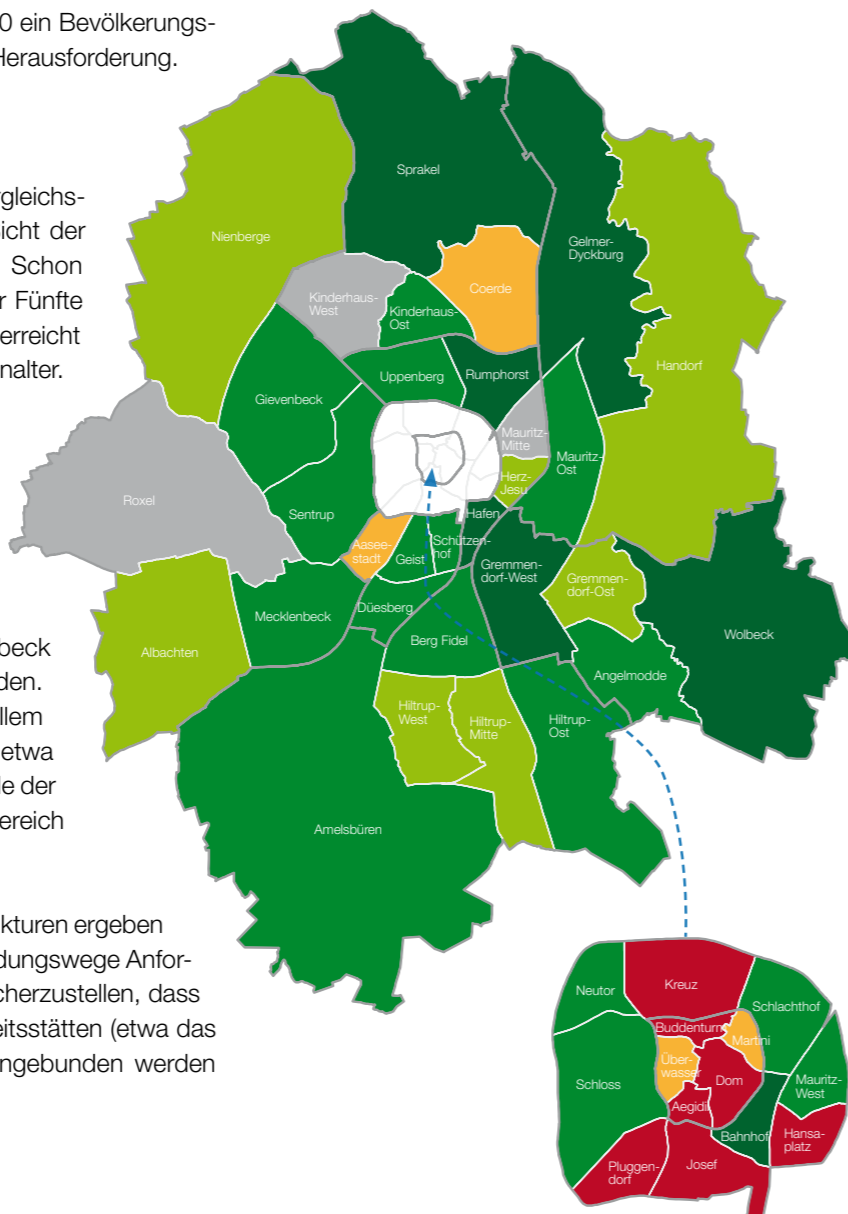 0 ein Bevölkerungs-
Herausforderung.
rgleichs-
icht der
Schon
r Fünfte
erreicht
nalter.
beck
den.
llem
etwa
le der
ereich
kturen ergeben
dungswege Anfor-
cherzustellen, dass
eitsstätten (etwa das
ngebunden werden
Sprakel
Nienberge
Gelmer-
Dyckburg
Coerde
Kinderhaus-
West
Kinderhaus-
Ost
Handorf
Uppenberg
Rumphorst
Gievenbeck
Mauritz-
Mitte
Mauritz-
Ost
Herz-
Jesu
Roxel
Sentrup
Hafen
Aasee-
stadt
Geist
Schützen-
hof
Gremmen-
dorf-West
Gremmen-
dorf-Ost
Mecklenbeck
Düesberg
Wolbeck
Albachten
Berg Fidel
Angelmodde
Hiltrup-
West
Hiltrup-
Mitte
Hiltrup-
Ost
Amelsbüren
Neutor
Kreuz
Schlachthof
Buddenturm
Martini
Über-
wasser
Schloss
Dom
Mauritz-
West
Aegidii
Bahnhof
Hansa-
platz
Pluggen-
dorf
Josef